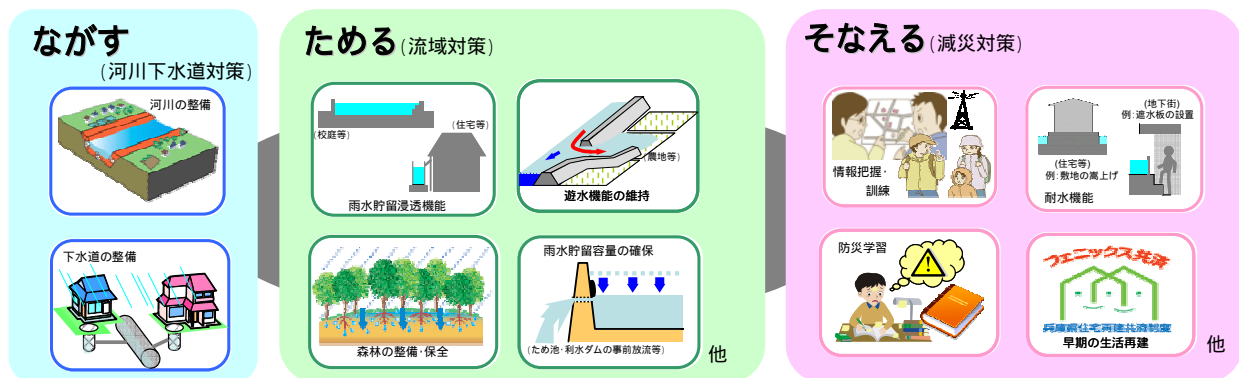 ながす
(河川下水道対策)
河川の整備
下水道の整備
ためる(流域対策)
(校庭等)
(住宅等)
雨水貯留浸透機能
(農地等)
遊水機能の維持
森林の整備・保全
雨水貯留容量の確保
(ため池・利水ダムの事前放流等)
他
そなえる(減災対策)
情報把握・
訓練
(地下街)
例:遮水板の設置
(住宅等)
例:敷地の嵩上げ
耐水機能
防災学習
フェニックス共済
兵庫県住宅再建共済制度
早期の生活再建
他